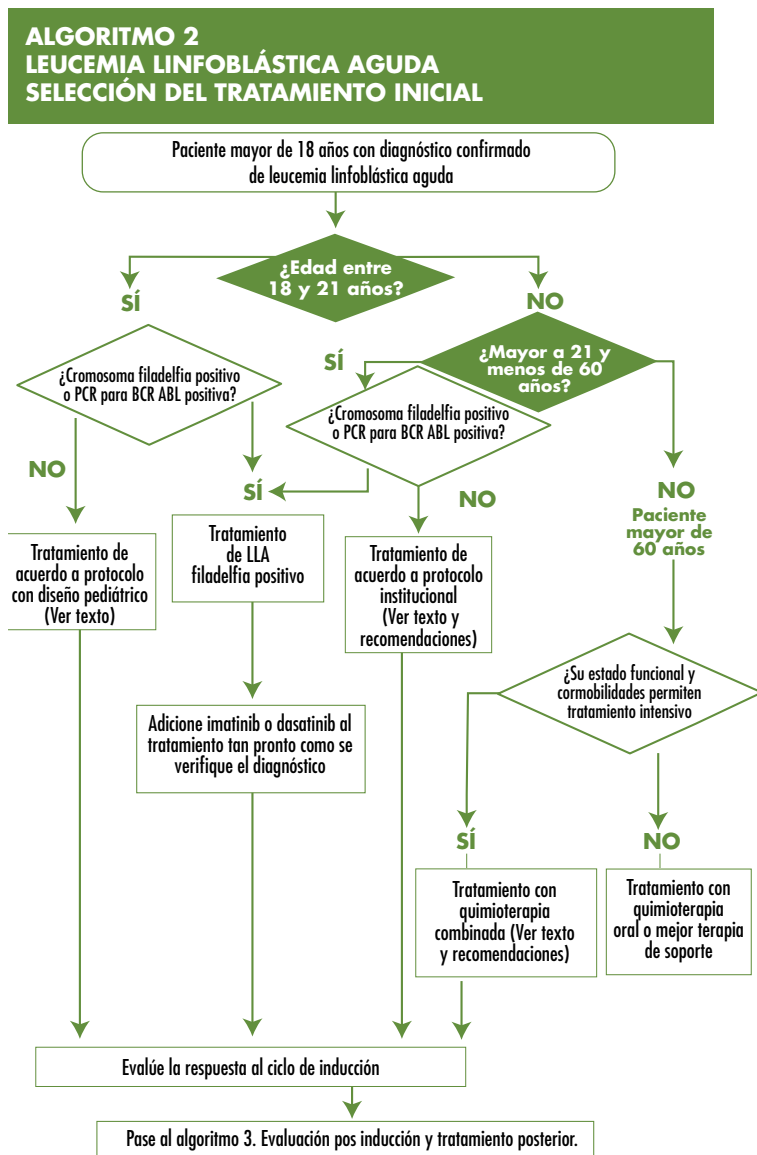 ALGORITMO 2
LEUCEMIA LINFOBLÁSTICA AGUDA
SELECCIÓN DEL TRATAMIENTO INICIAL
Paciente mayor de 18 años con diagnóstico confirmado
de leucemia linfoblástica aguda
¿Edad entre
18 y 21 años?
SÍ
NO
¿Cromosoma filadelfia positivo
o PCR para BCR ABL positiva?
SÍ
¿Mayor a 21 y
menos de 60
años?
¿Cromosoma filadelfia positivo
o PCR para BCR ABL positiva?
NO
SÍ
NO
NO
Paciente
mayor de
60 años
Tratamiento de
acuerdo a protocolo
con diseño pediátrico
(Ver texto)
Tratamiento
de LLA
filadelfia positivo
Tratamiento de
acuerdo a protocolo
institucional
(Ver texto y
recomendaciones)
¿Su estado funcional y
cormobilidades permiten
tratamiento intensivo
Adicione imatinib o dasatinib al
tratamiento tan pronto como se
verifique el diagnóstico
SÍ
NO
Tratamiento con
quimioterapia
combinada (Ver texto
y recomendaciones)
Tratamiento con
quimioterapia
oral o mejor terapia
de soporte
Evalúe la respuesta al ciclo de inducción
Pase al algoritmo 3. Evaluación pos inducción y tratamiento posterior.